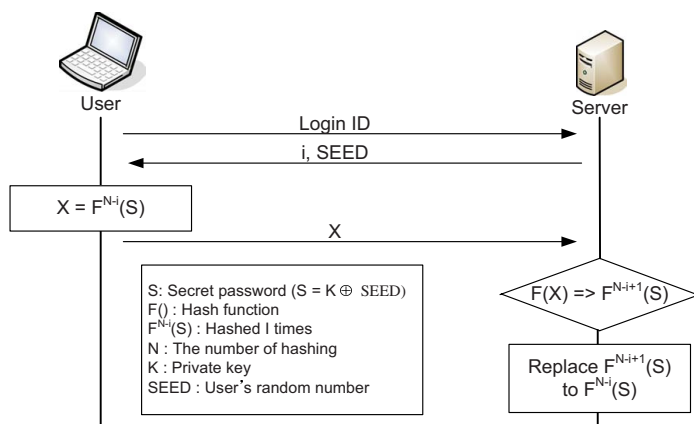 User
Server
Login ID
i, SEED
X = F^{N-i}(S)
X
S: Secret password (S = K ⊕ SEED)
F() : Hash function
F^{N-i}(S) : Hashed I times
N : The number of hashing
K : Private key
SEED : User's random number
F(X) => F^{N-i+1}(S)
Replace F^{N-i+1}(S)
to F^{N-i}(S)